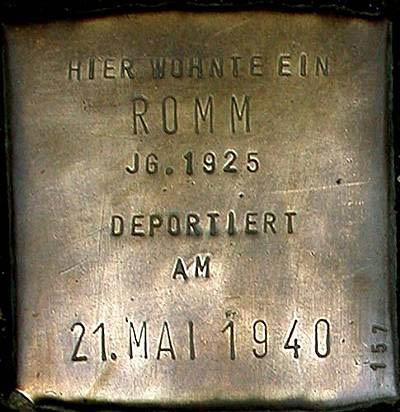 HIER WOHNTE EIN
ROMM
JG. 1925
DEPORTIERT
AM
21. MAI 1940
157